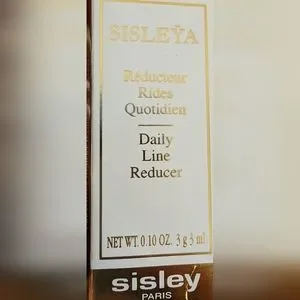 SISLEŸA
Réducteur
Rides
Quotidien
Daily
Line
Reducer
NET WT. 0.10 OZ. 3 g 3 ml
sisley
PARIS